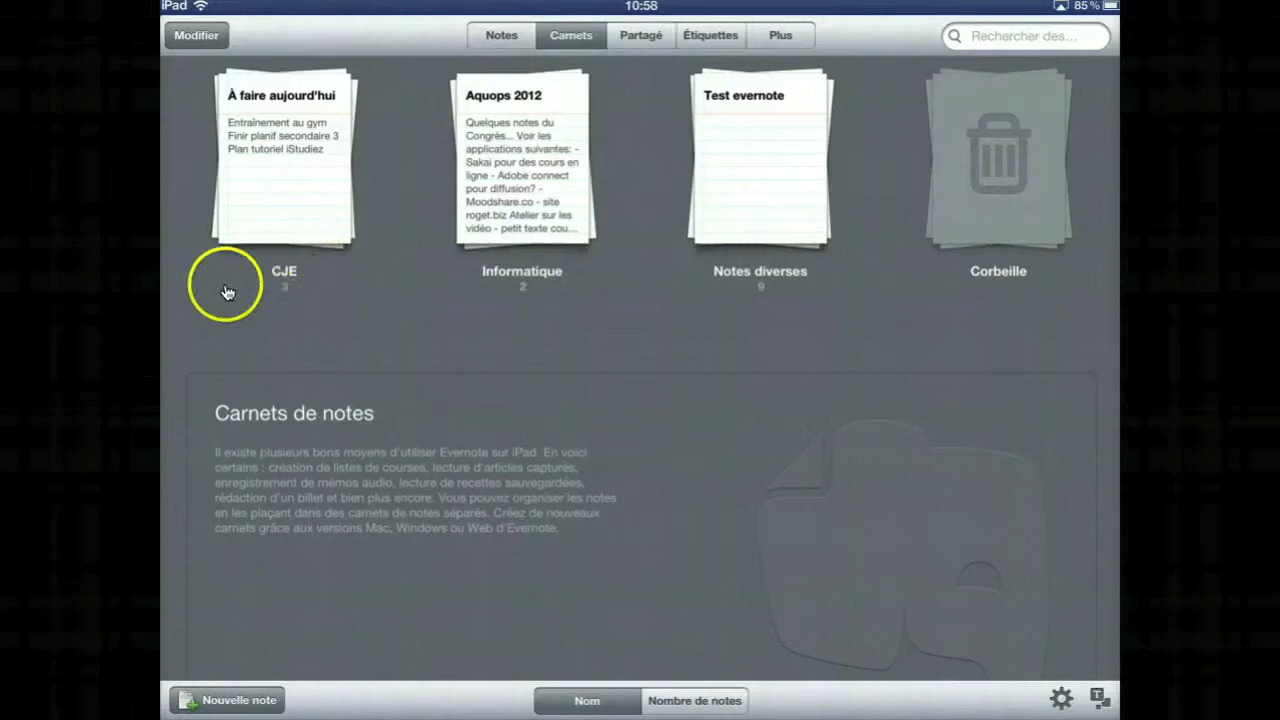 iPad 10:58 85%
Modifier Notes Carnets Partagé Étiquettes Plus Rechercher des...
À faire aujourd'hui
Entraînement au gym
Finir planif secondaire 3
Plan tutoriel iStudiez
CJE
3
Aquops 2012
Quelques notes du
Congrès... Voir les
applications suivantes: -
Sakai pour des cours en
ligne - Adobe connect
pour diffusion? -
Moodshare.co - site
roget.biz Atelier sur les
vidéo - petit texte cou...
Informatique
2
Test evernote
Notes diverses
9
Corbeille
Carnets de notes
Il existe plusieurs bons moyens d'utiliser Evernote sur iPad. En voici
certains : création de listes de courses, lecture d'articles capturés,
enregistrement de mémos audio, lecture de recettes sauvegardées,
rédaction d'un billet et bien plus encore. Vous pouvez organiser les notes
en les plaçant dans des carnets de notes séparés. Créez de nouveaux
carnets grâce aux versions Mac, Windows ou Web d'Evernote.
Nouvelle note Nom Nombre de notes